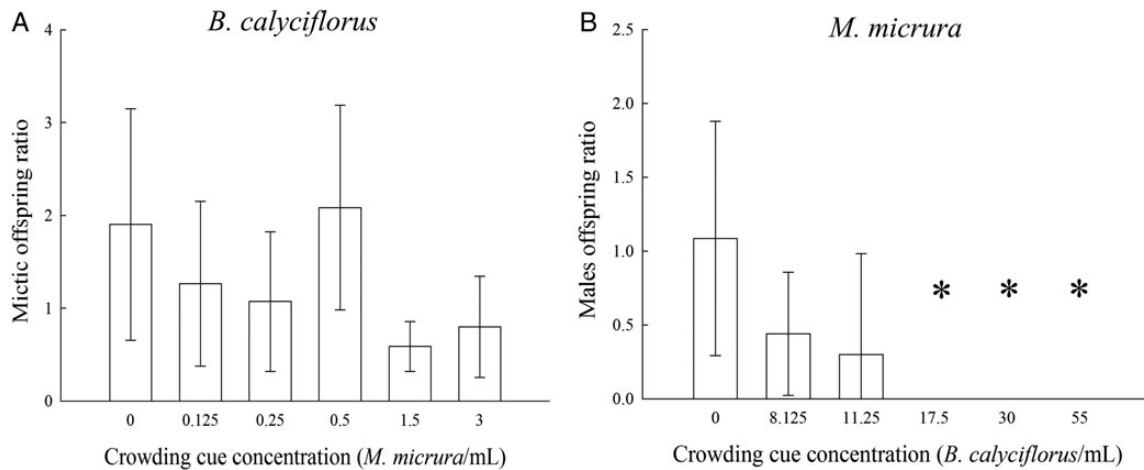 A
B. calyciflorus
4
3
2
1
0
Mictic offspring ratio
0 0.125 0.25 0.5 1.5 3
Crowding cue concentration (M. micrura/mL)
B
M. micrura
2.5
2.0
1.5
1.0
0.5
0.0
Males offspring ratio
* * *
0 8.125 11.25 17.5 30 55
Crowding cue concentration (B. calyciflorus/mL)